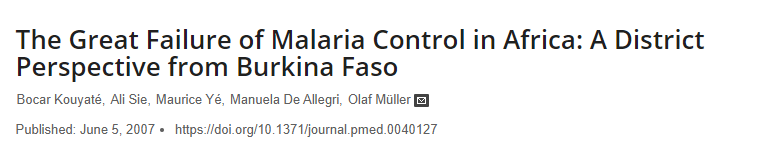 The Great Failure of Malaria Control in Africa: A District
Perspective from Burkina Faso
Bocar Kouyaté, Ali Sie, Maurice Yé, Manuela De Allegri, Olaf Müller
Published: June 5, 2007 • https://doi.org/10.1371/journal.pmed.0040127